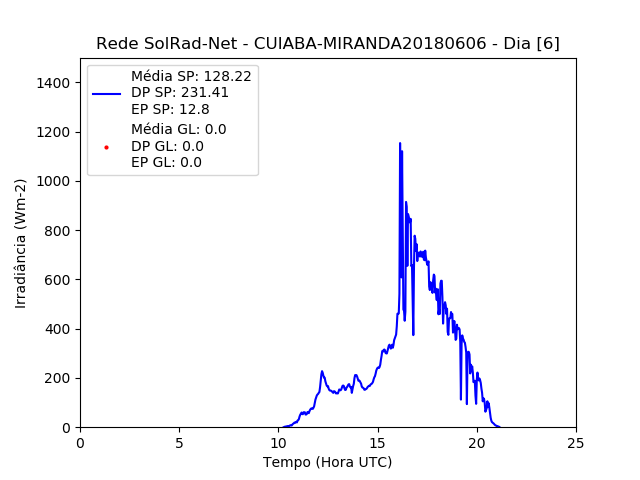 Rede SolRad-Net - CUIABA-MIRANDA20180606 - Dia [6]
Média SP: 128.22
DP SP: 231.41
EP SP: 12.8
Média GL: 0.0
DP GL: 0.0
EP GL: 0.0
1400
1200
1000
800
600
400
200
0
Irradiância (Wm-2)
0 5 10 15 20 25
Tempo (Hora UTC)